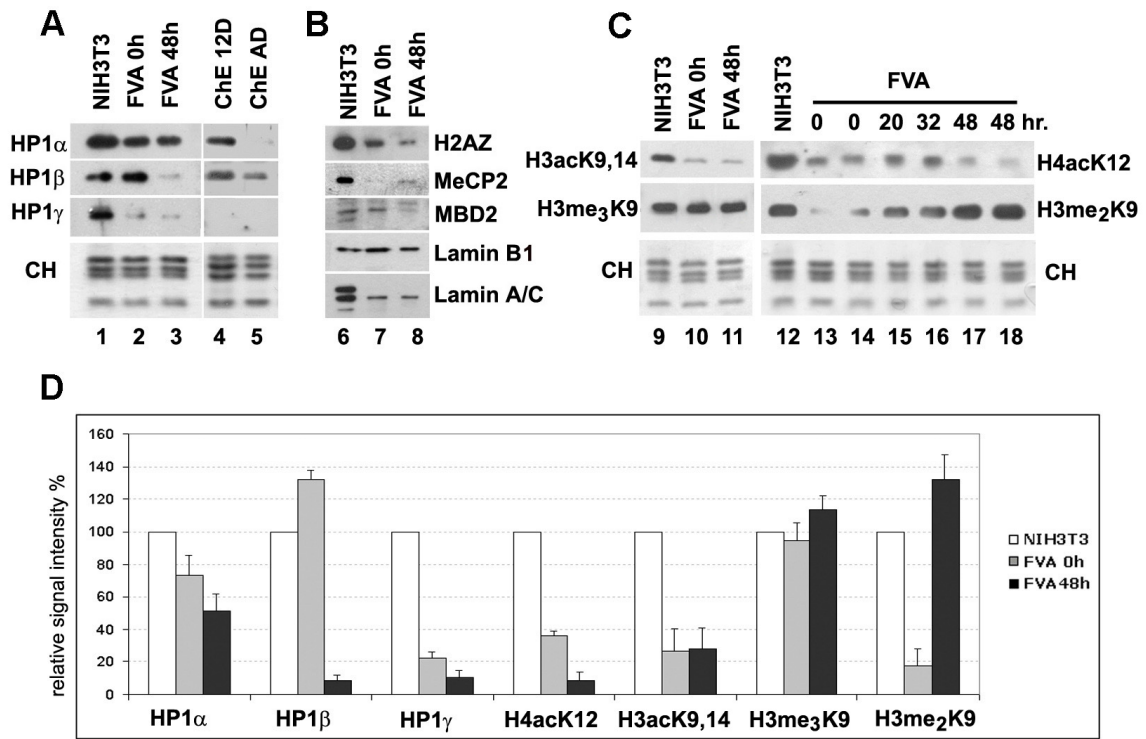 A
NIH3T3
FVA 0h
FVA 48h
ChE 12D
ChE AD
HP1α
HP1β
HP1γ
CH
1 2 3 4 5
B
NIH3T3
FVA 0h
FVA 48h
H2AZ
MeCP2
MBD2
Lamin B1
Lamin A/C
6 7 8
C
NIH3T3
FVA 0h
FVA 48h
NIH3T3
FVA
0 0 20 32 48 48 hr.
H3acK9,14
H4acK12
H3me3K9
H3me2K9
CH
CH
9 10 11 12 13 14 15 16 17 18
D
relative signal intensity %
160
140
120
100
80
60
40
20
0
HP1α HP1β HP1γ H4acK12 H3acK9,14 H3me3K9 H3me2K9
NIH3T3
FVA 0h
FVA48h